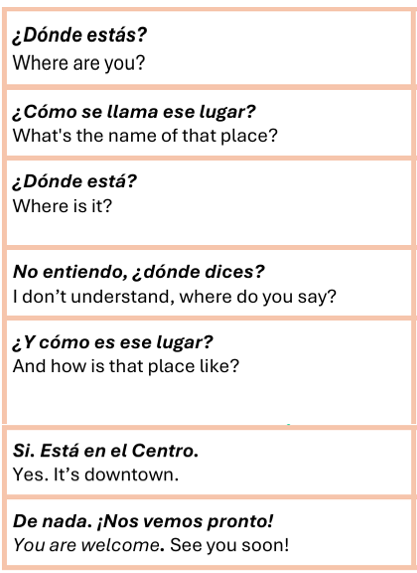 ¿Dónde estás?
Where are you?
¿Cómo se llama ese lugar?
What's the name of that place?
¿Dónde está?
Where is it?
No entiendo, ¿dónde dices?
I don’t understand, where do you say?
¿Y cómo es ese lugar?
And how is that place like?
Si. Está en el Centro.
Yes. It’s downtown.
De nada. ¡Nos vemos pronto!
You are welcome. See you soon!